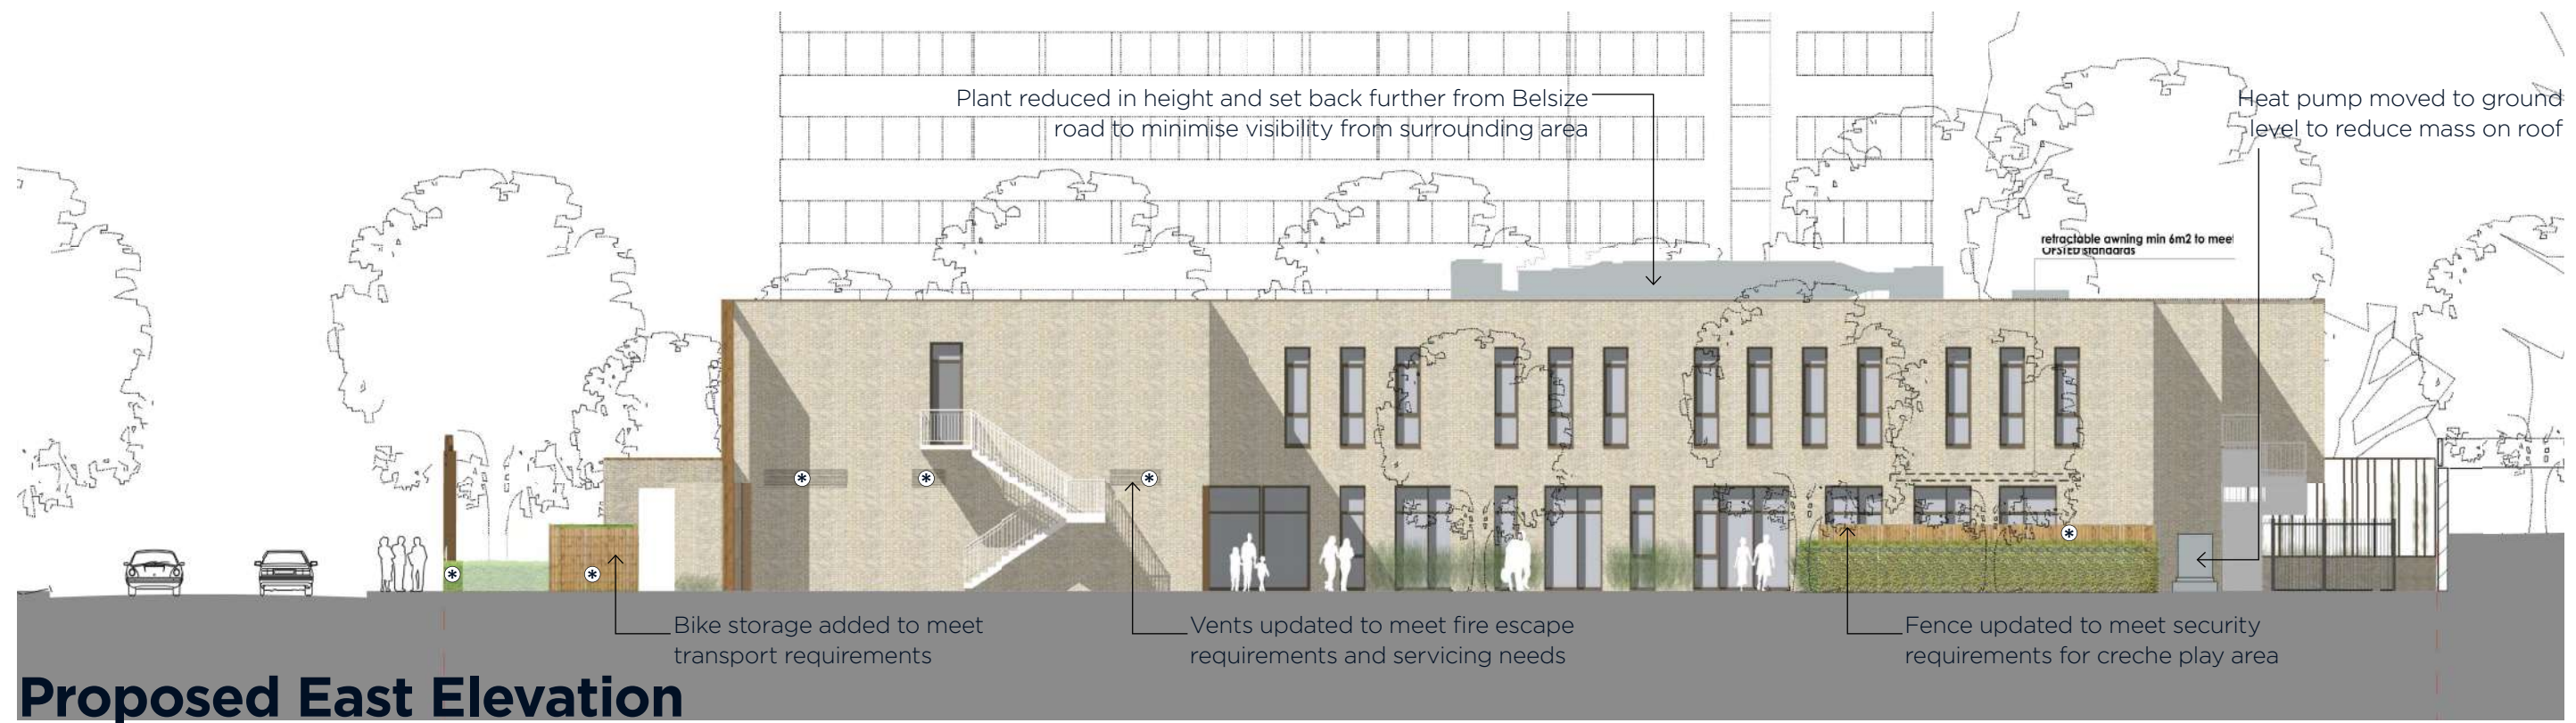 Plant reduced in height and set back further from Belsize
road to minimise visibility from surrounding area
Heat pump moved to ground
level to reduce mass on roof
retractable awning min 6m2 to meet
OFSTED standards
Bike storage added to meet
transport requirements
Vents updated to meet fire escape
requirements and servicing needs
Fence updated to meet security
requirements for creche play area
Proposed East Elevation